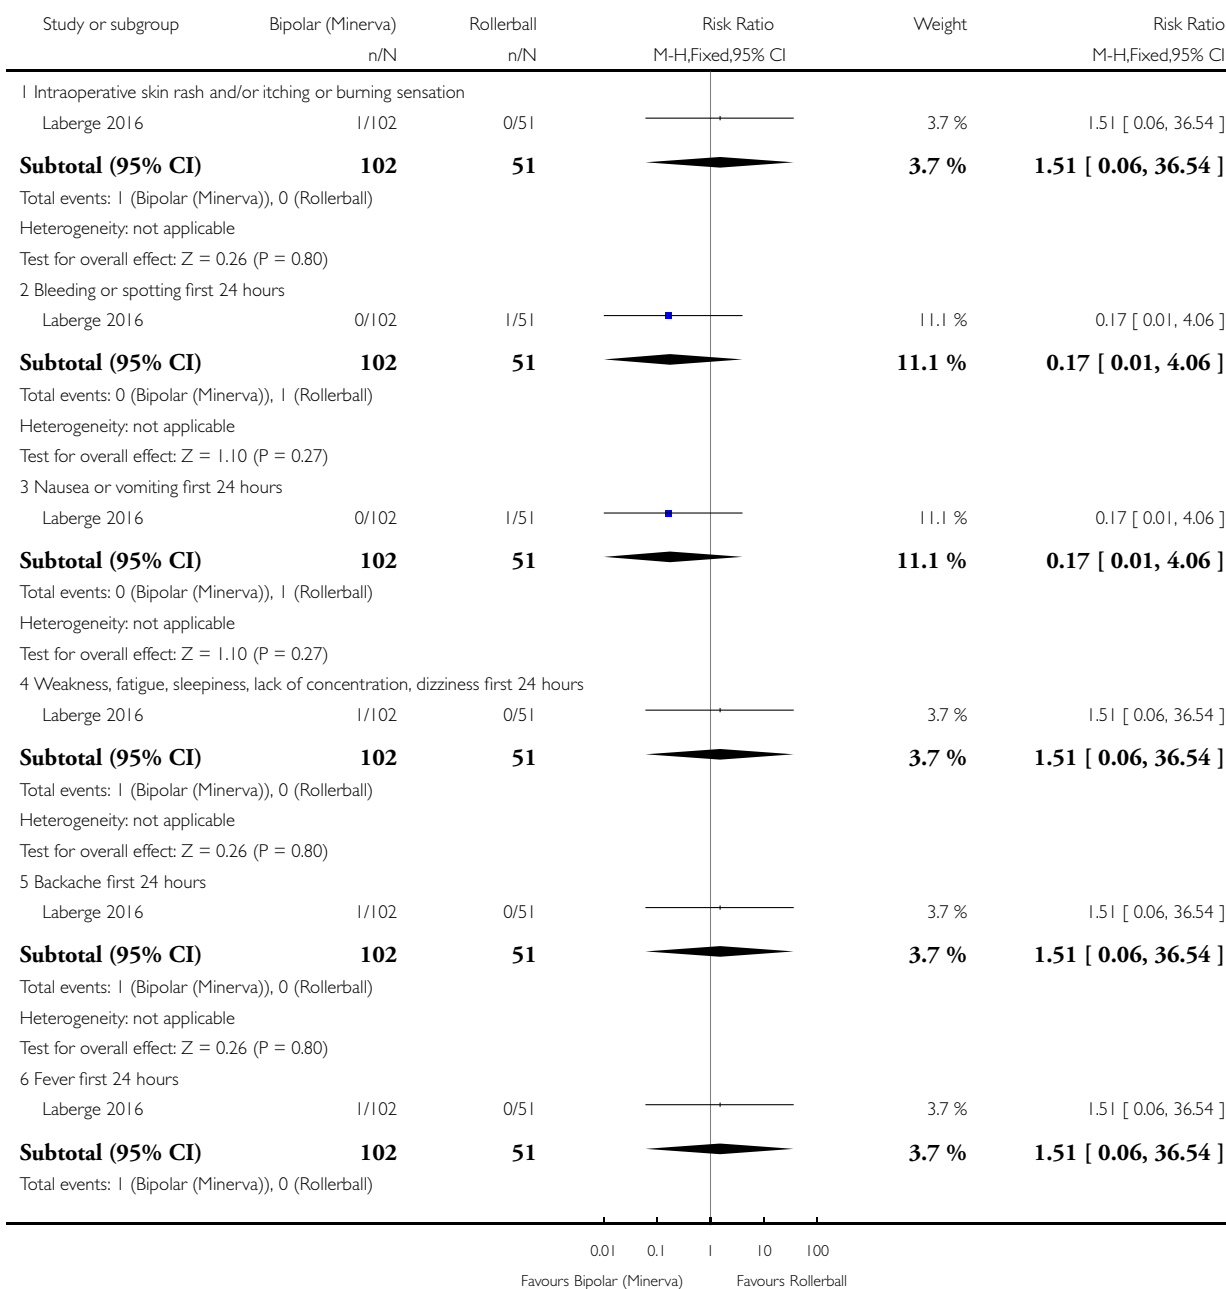 Study or subgroup Bipolar (Minerva) Rollerball Risk Ratio Weight Risk Ratio
n/N n/N M-H,Fixed,95% CI M-H,Fixed,95% CI
1 Intraoperative skin rash and/or itching or burning sensation
Laberge 2016 1/102 0/51 3.7 % 1.51 [ 0.06, 36.54 ]
Subtotal (95% CI) 102 51 3.7 % 1.51 [ 0.06, 36.54 ]
Total events: 1 (Bipolar (Minerva)), 0 (Rollerball)
Heterogeneity: not applicable
Test for overall effect: Z = 0.26 (P = 0.80)
2 Bleeding or spotting first 24 hours
Laberge 2016 0/102 1/51 11.1 % 0.17 [ 0.01, 4.06 ]
Subtotal (95% CI) 102 51 11.1 % 0.17 [ 0.01, 4.06 ]
Total events: 0 (Bipolar (Minerva)), 1 (Rollerball)
Heterogeneity: not applicable
Test for overall effect: Z = 1.10 (P = 0.27)
3 Nausea or vomiting first 24 hours
Laberge 2016 0/102 1/51 11.1 % 0.17 [ 0.01, 4.06 ]
Subtotal (95% CI) 102 51 11.1 % 0.17 [ 0.01, 4.06 ]
Total events: 0 (Bipolar (Minerva)), 1 (Rollerball)
Heterogeneity: not applicable
Test for overall effect: Z = 1.10 (P = 0.27)
4 Weakness, fatigue, sleepiness, lack of concentration, dizziness first 24 hours
Laberge 2016 1/102 0/51 3.7 % 1.51 [ 0.06, 36.54 ]
Subtotal (95% CI) 102 51 3.7 % 1.51 [ 0.06, 36.54 ]
Total events: 1 (Bipolar (Minerva)), 0 (Rollerball)
Heterogeneity: not applicable
Test for overall effect: Z = 0.26 (P = 0.80)
5 Backache first 24 hours
Laberge 2016 1/102 0/51 3.7 % 1.51 [ 0.06, 36.54 ]
Subtotal (95% CI) 102 51 3.7 % 1.51 [ 0.06, 36.54 ]
Total events: 1 (Bipolar (Minerva)), 0 (Rollerball)
Heterogeneity: not applicable
Test for overall effect: Z = 0.26 (P = 0.80)
6 Fever first 24 hours
Laberge 2016 1/102 0/51 3.7 % 1.51 [ 0.06, 36.54 ]
Subtotal (95% CI) 102 51 3.7 % 1.51 [ 0.06, 36.54 ]
Total events: 1 (Bipolar (Minerva)), 0 (Rollerball)
0.01 0.1 1 10 100
Favours Bipolar (Minerva) Favours Rollerball